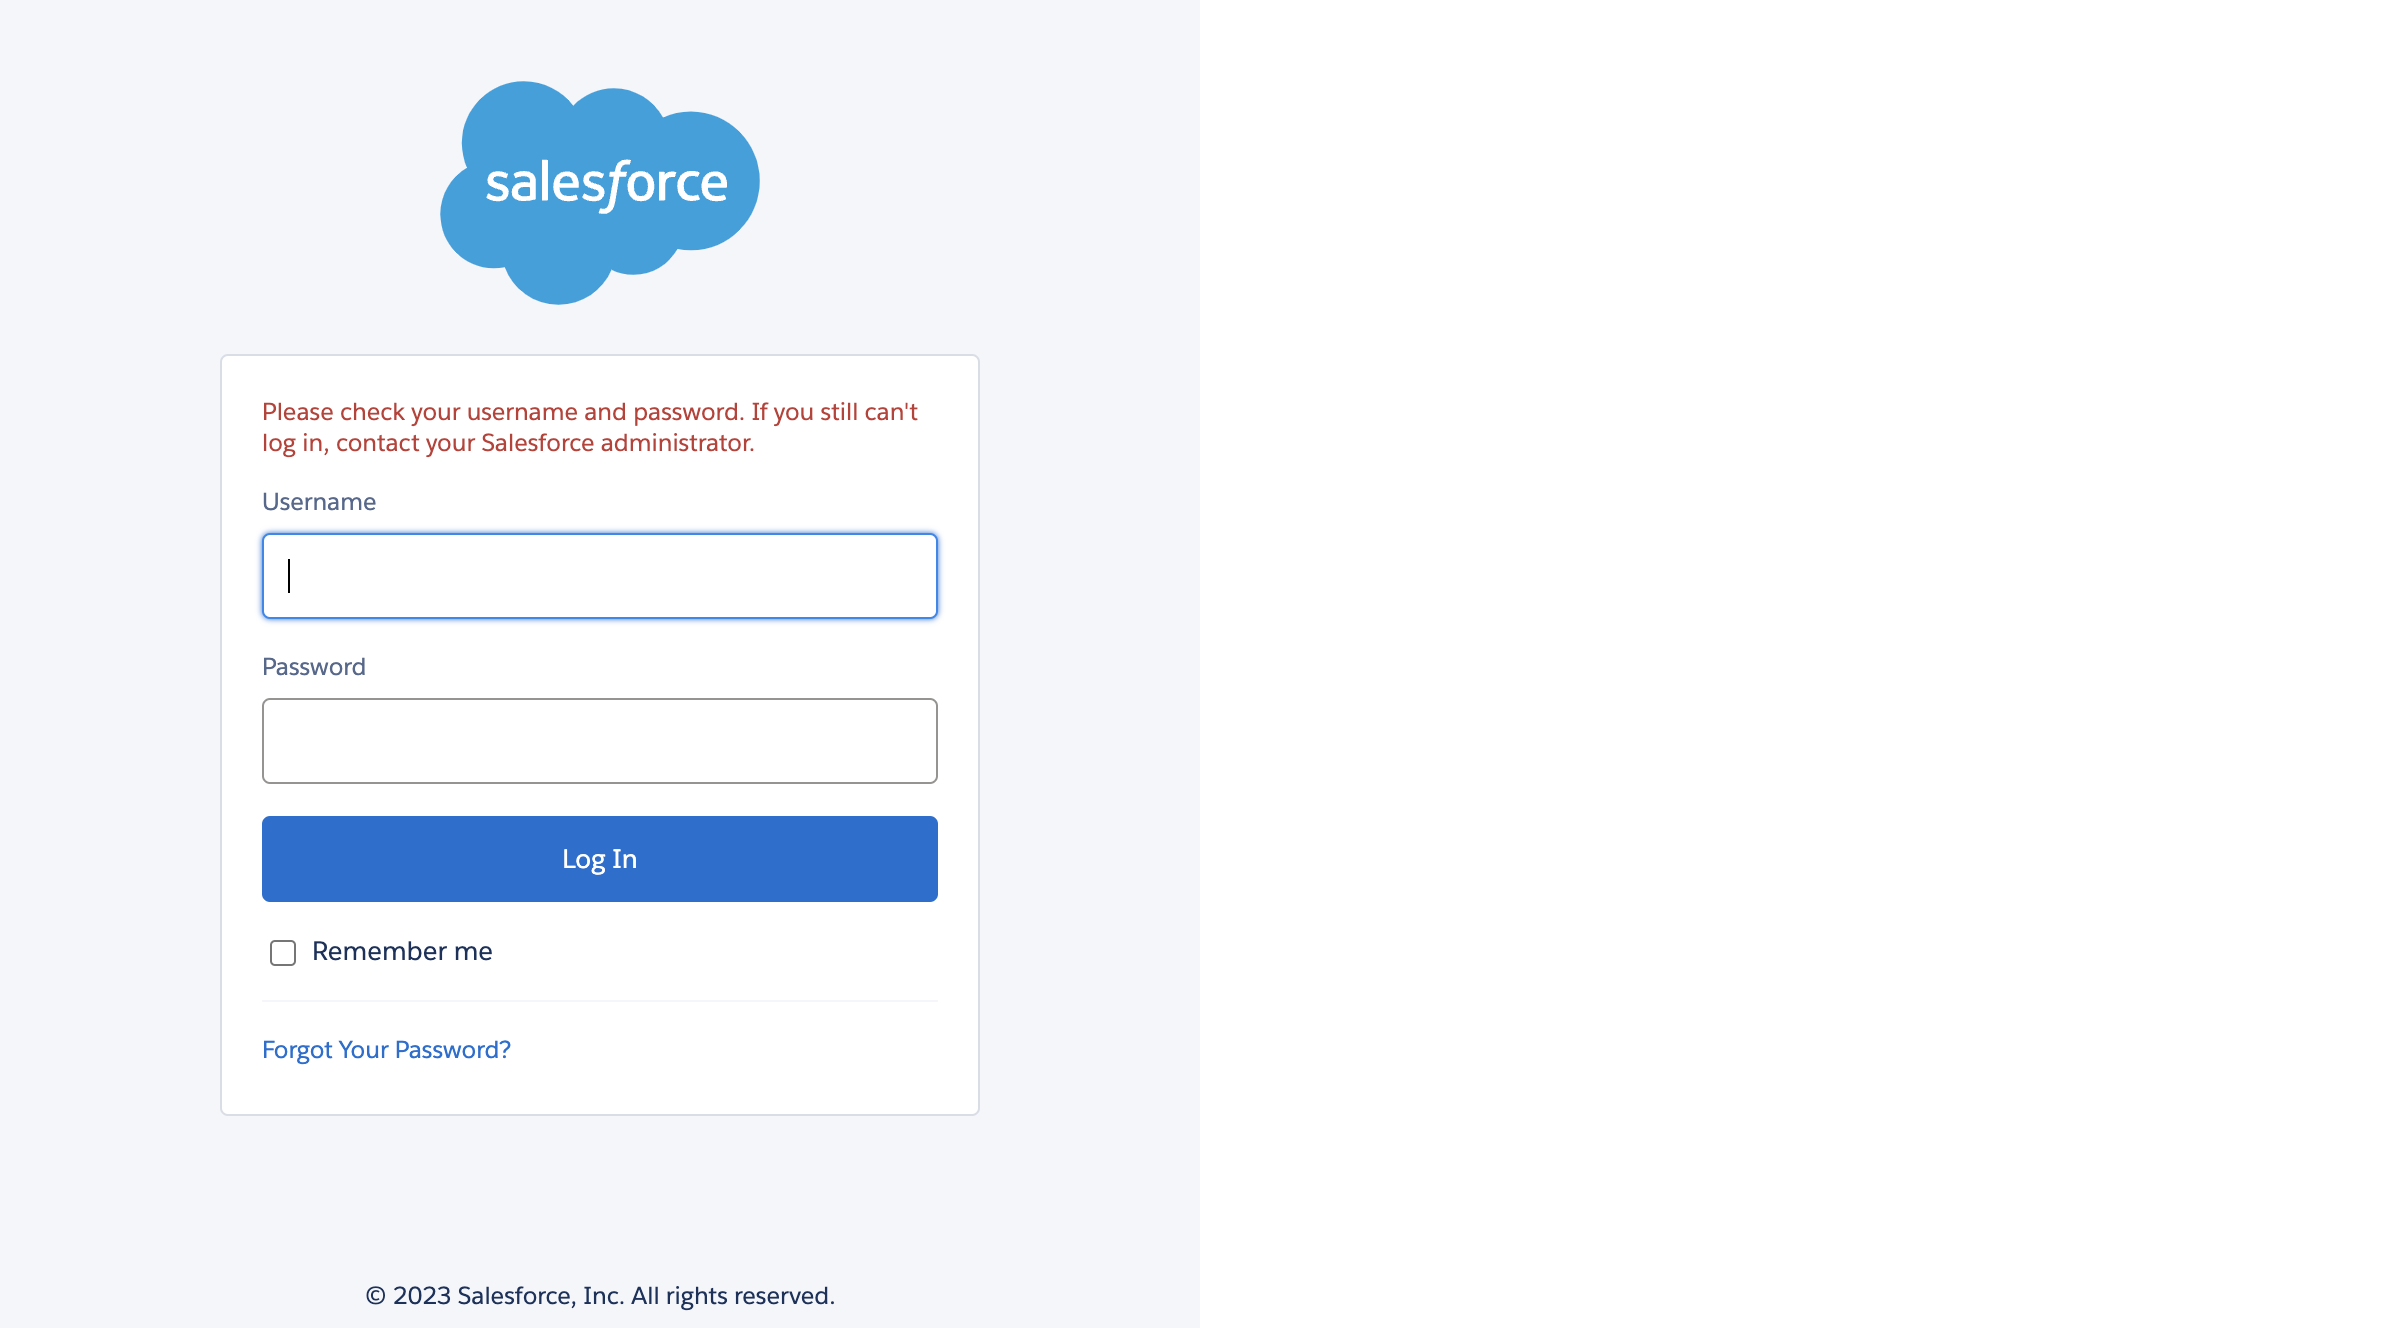 salesforce
Please check your username and password. If you still can't
log in, contact your Salesforce administrator.
Username
Password
Log In
Remember me
Forgot Your Password?
© 2023 Salesforce, Inc. All rights reserved.